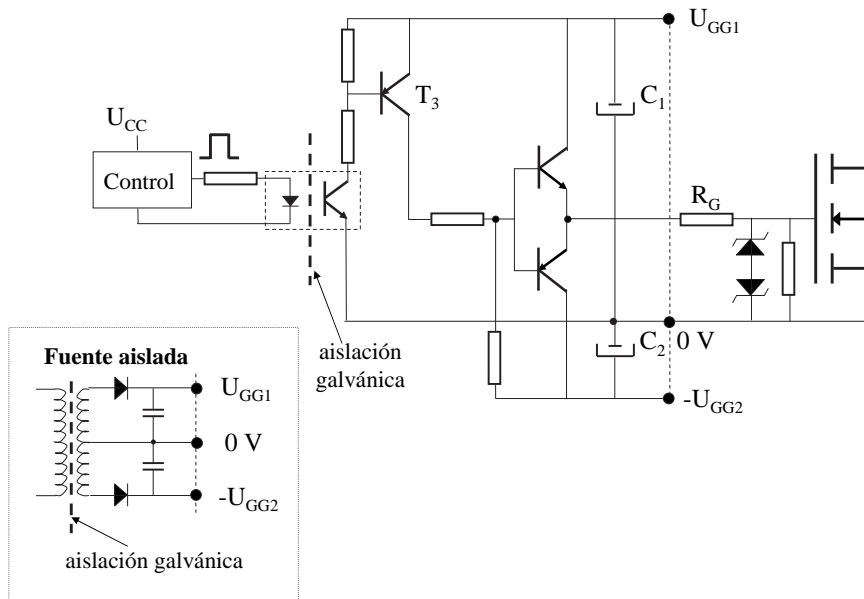 U_GG1
T_3
C_1
U_CC
Control
R_G
aislación
galvánica
C_2
0 V
-U_GG2
Fuente aislada
U_GG1
0 V
-U_GG2
aislación galvánica